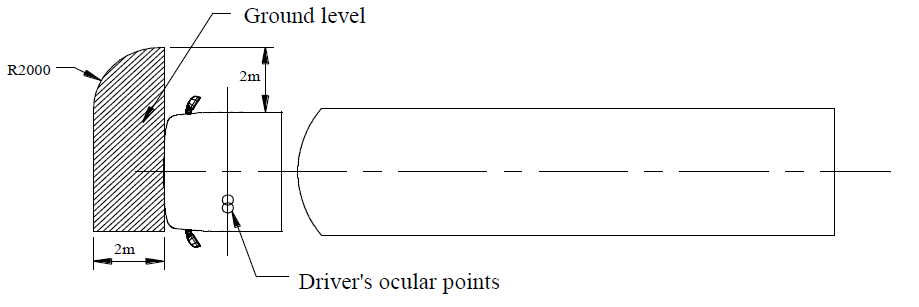 Ground level
R2000
2m
2m
Driver's ocular points